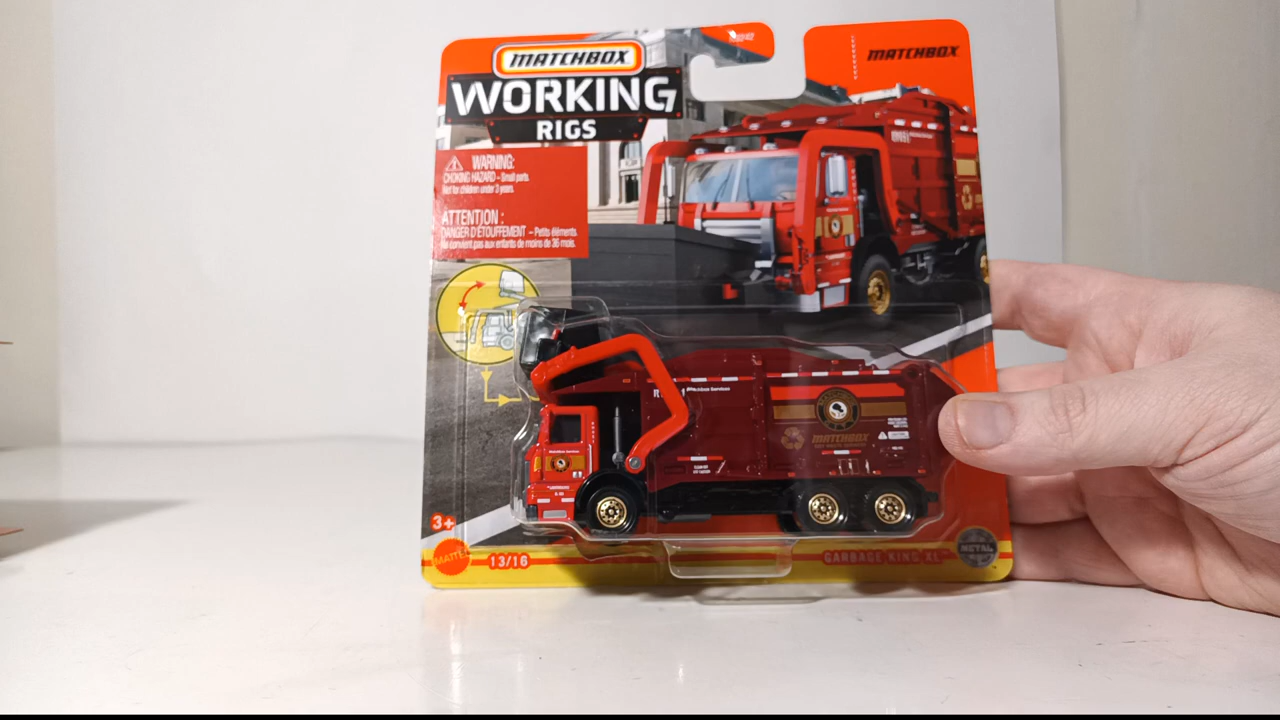 MATCHBOX
WORKING
RIGS
MATCHBOX
WARNING:
CHOKING HAZARD – Small parts.
Not for children under 3 years.
ATTENTION :
DANGER D'ÉTOUFFEMENT – Petits éléments.
Ne convient pas aux enfants de moins de 36 mois.
Matchbox Services
MATCHBOX
3+
MATTEL
13/16
GARBAGE KING XL
METAL